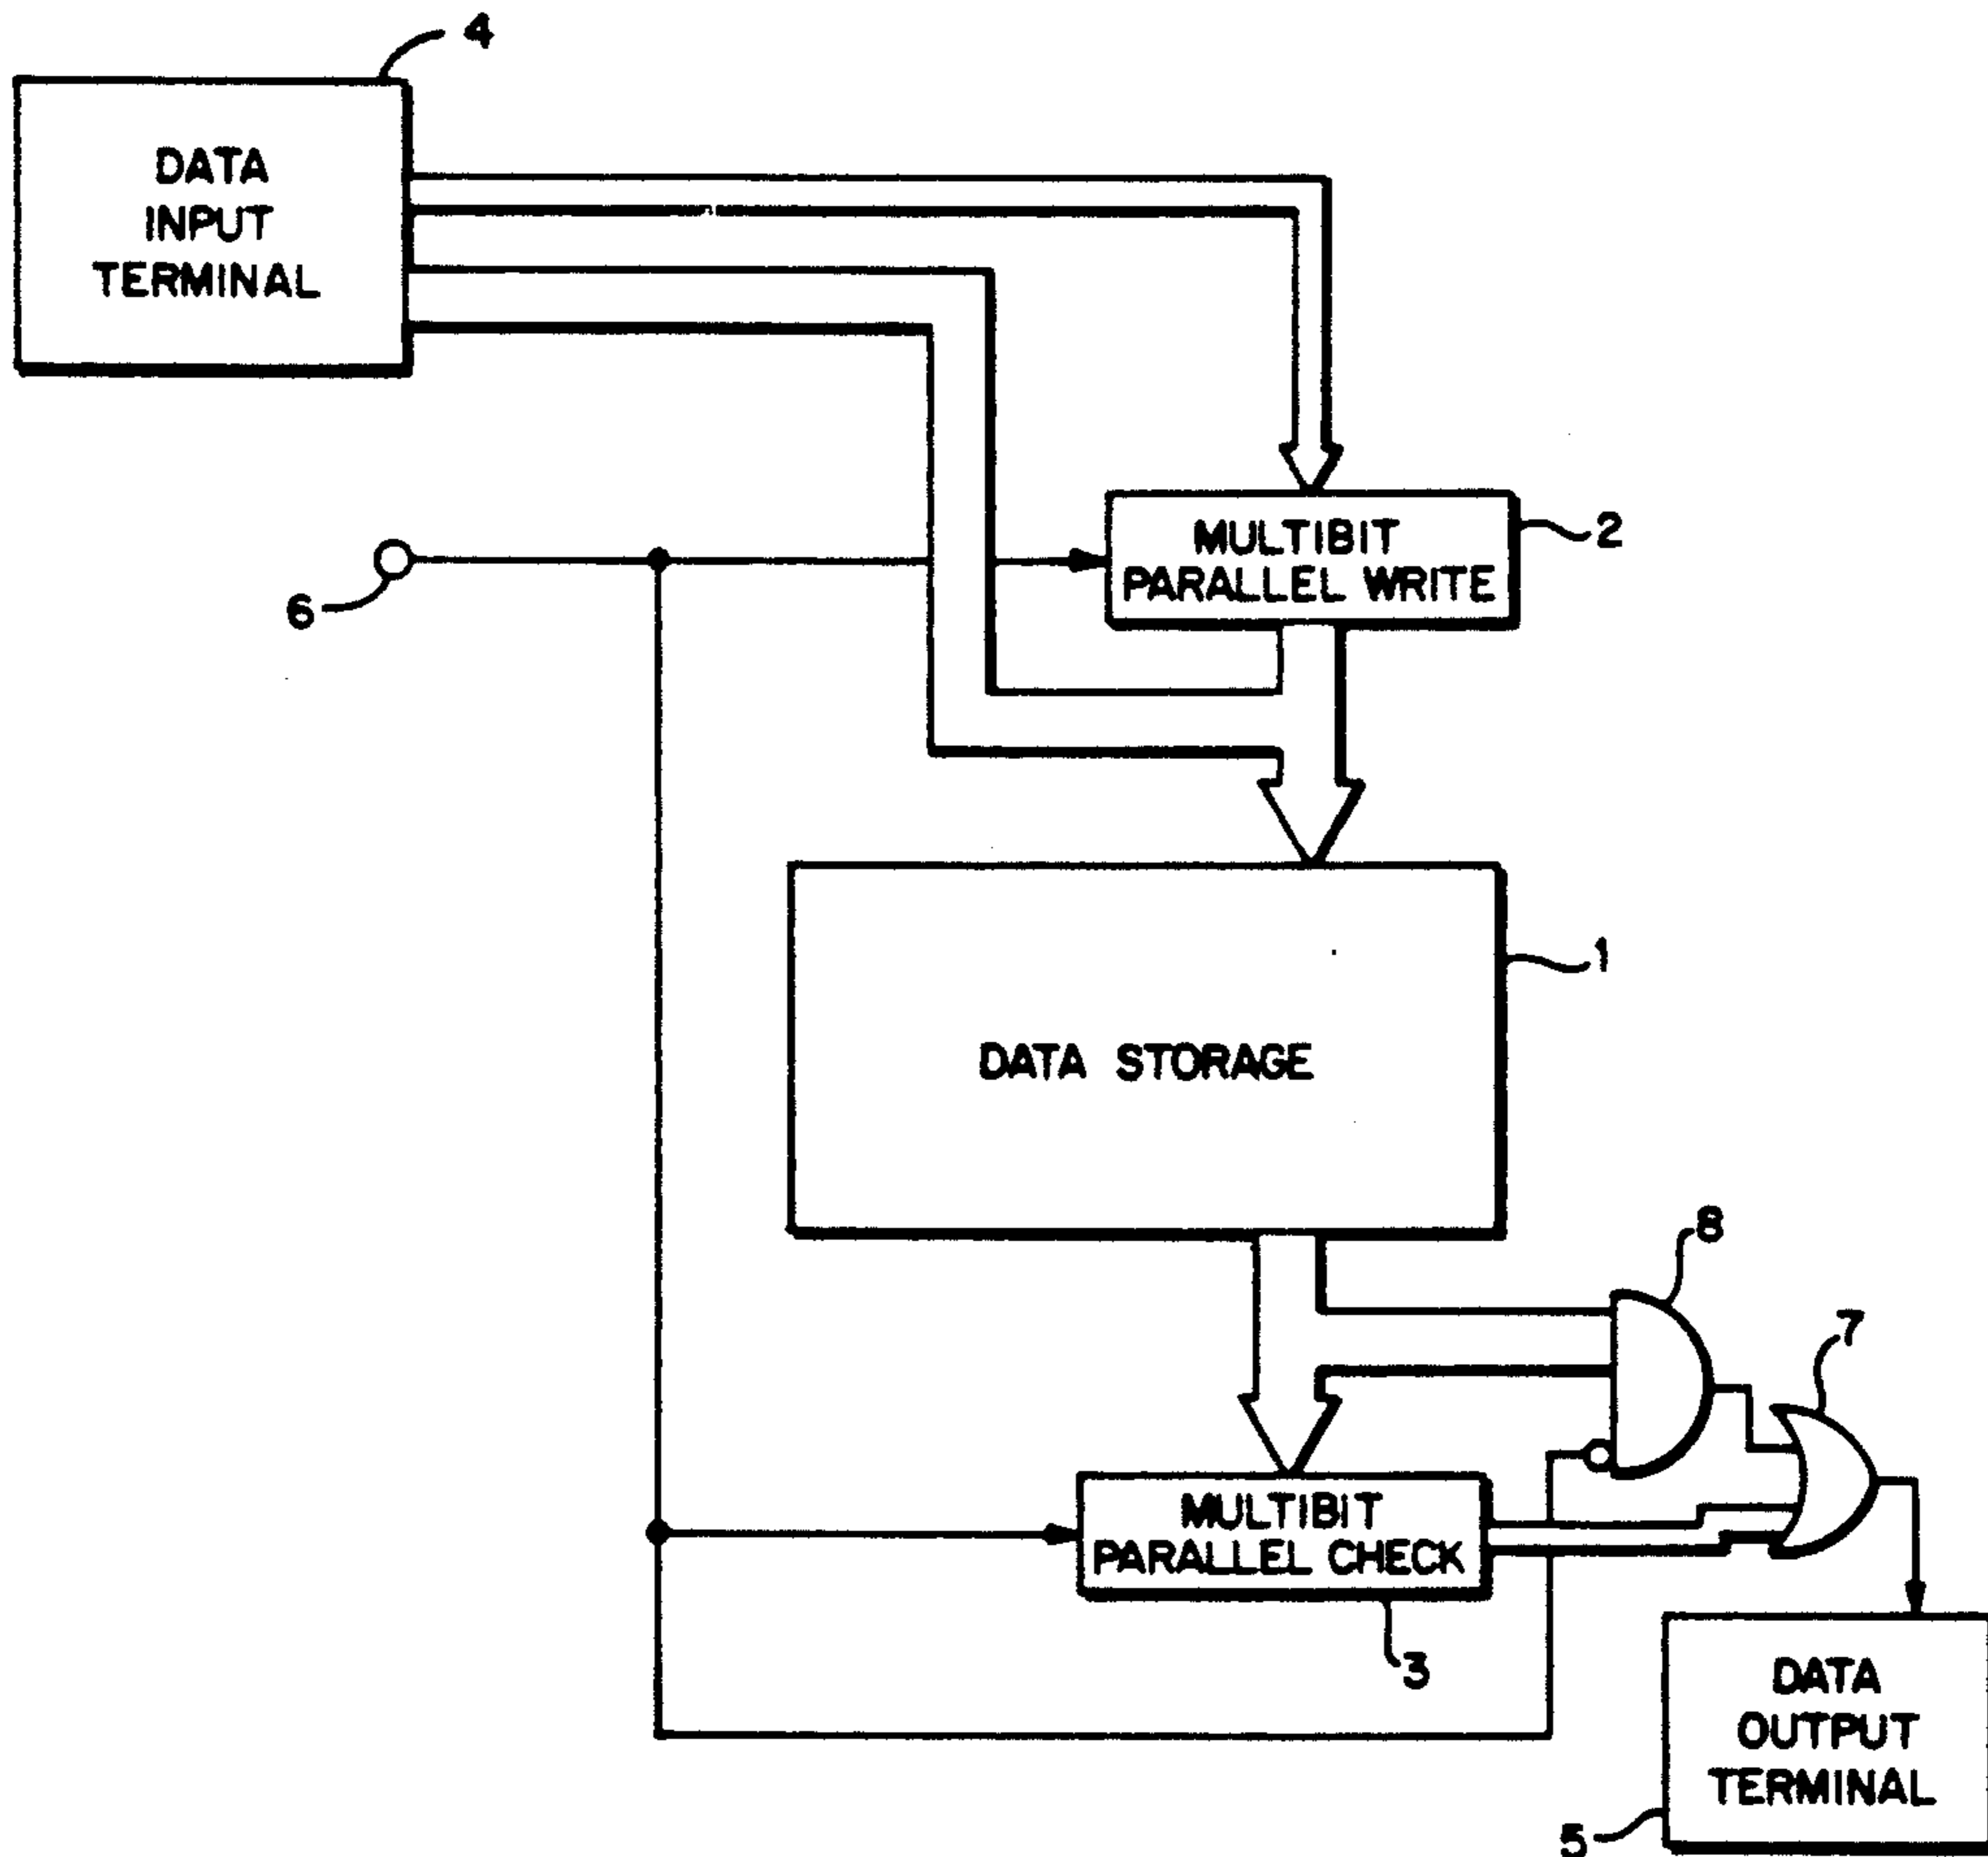 4
DATA
INPUT
TERMINAL
MULTIBIT
PARALLEL WRITE
2
6
1
DATA STORAGE
8
7
MULTIBIT
PARALLEL CHECK
3
DATA
OUTPUT
TERMINAL
5